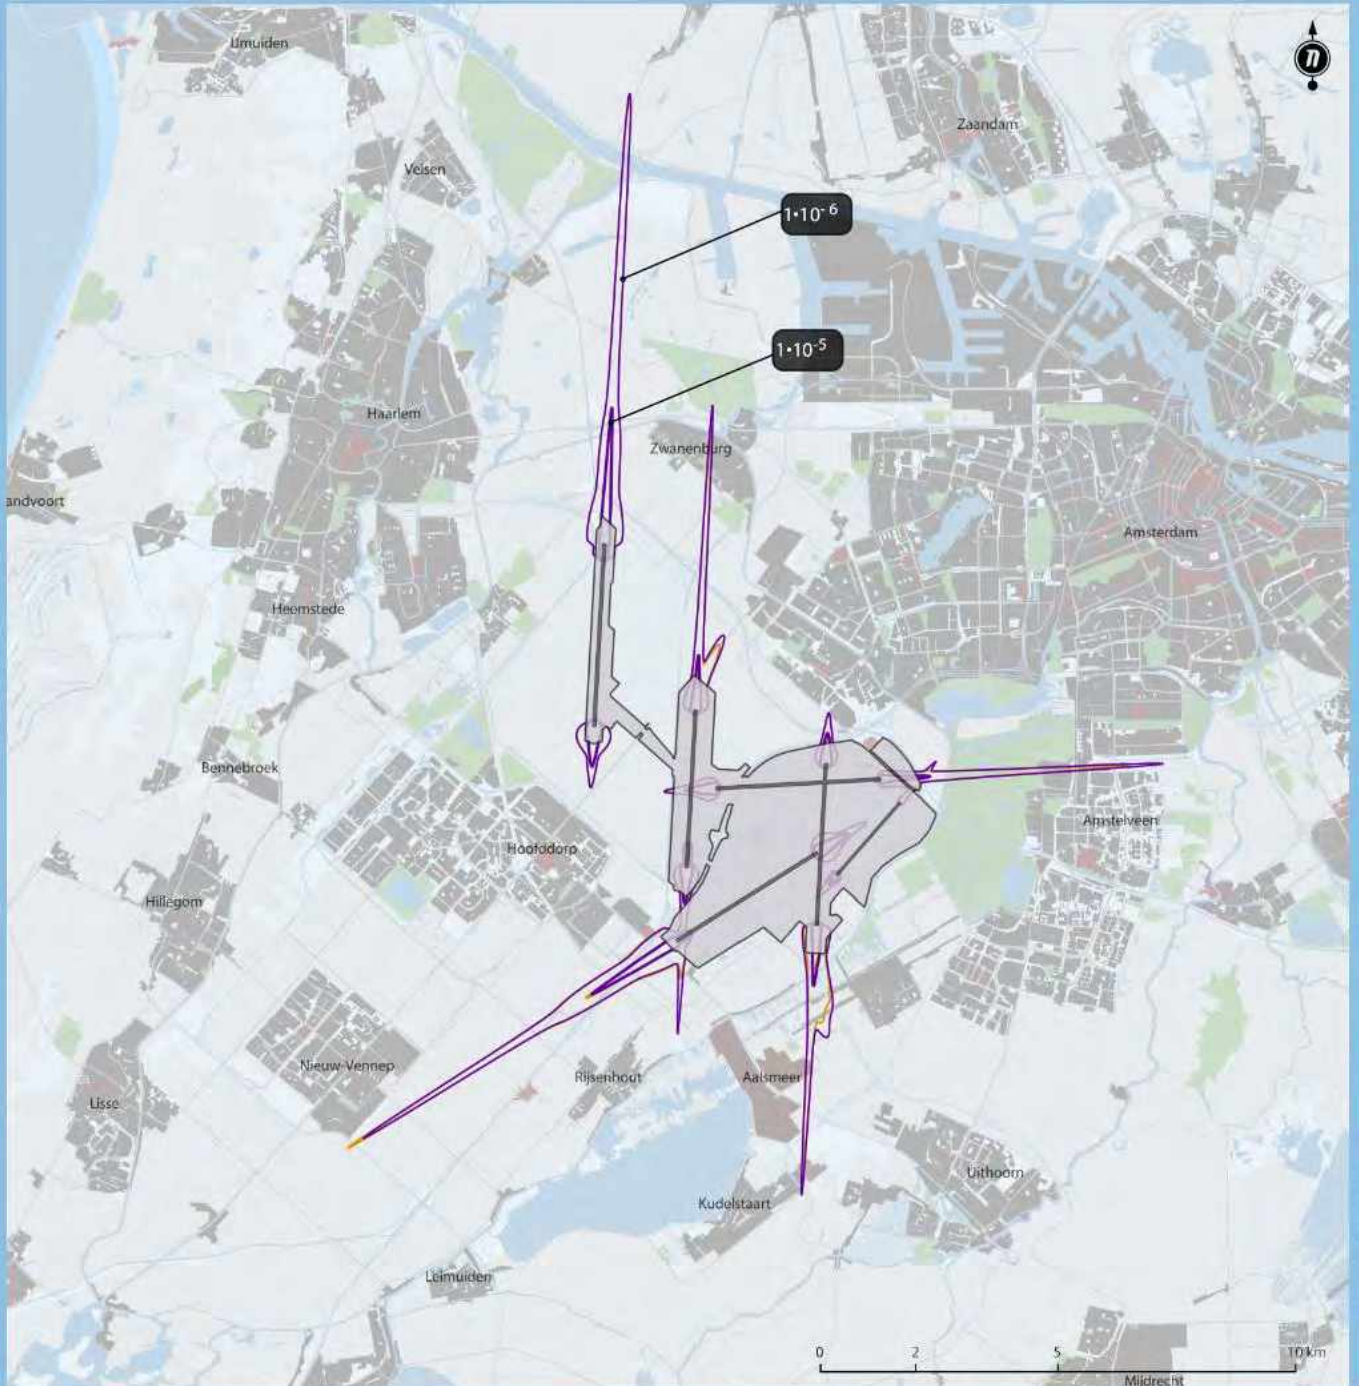 IJmuiden
n
Zaandam
Velsen
1•10-6
1•10-5
Haarlem
Zwanenburg
andvoort
Amsterdam
Heemstede
Bennebroek
Amstelveen
Hoofddorp
Hillegom
Nieuw-Vennep
Rijsenhout
Aalsmeer
Lisse
Uithoorn
Kudelstaart
Leimuiden
0 2 5 10 km
Mijdrecht